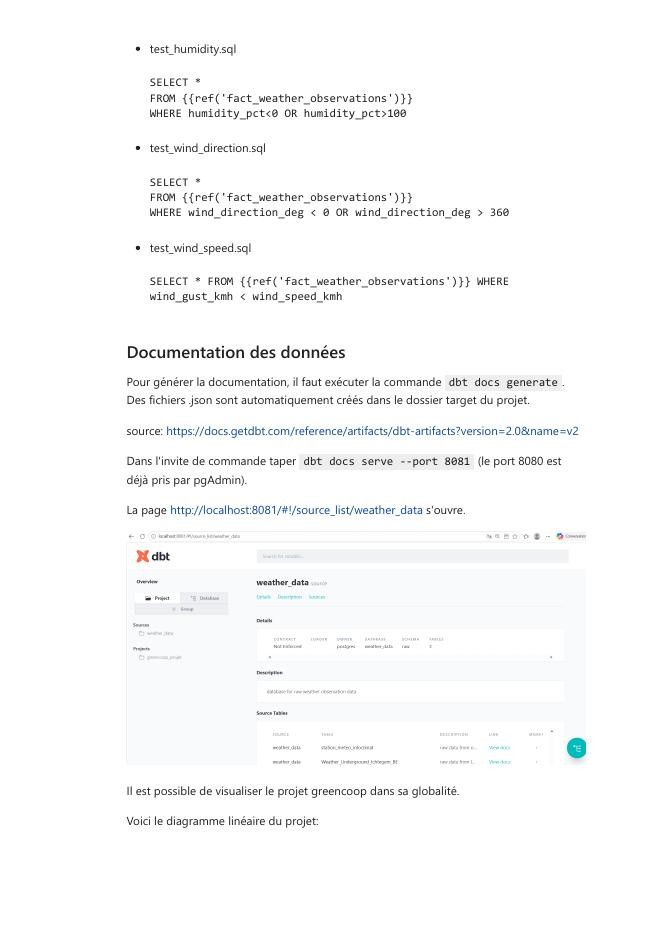 test_humidity.sql
SELECT *
FROM {{ref('fact_weather_observations')}}
WHERE humidity_pct<0 OR humidity_pct>100
test_wind_direction.sql
SELECT *
FROM {{ref('fact_weather_observations')}}
WHERE wind_direction_deg < 0 OR wind_direction_deg > 360
test_wind_speed.sql
SELECT * FROM {{ref('fact_weather_observations')}} WHERE
wind_gust_kmh < wind_speed_kmh
Documentation des données
Pour générer la documentation, il faut exécuter la commande dbt docs generate .
Des fichiers .json sont automatiquement créés dans le dossier target du projet.
source: https://docs.getdbt.com/reference/artifacts/dbt-artifacts?version=2.0&name=v2
Dans l'invite de commande taper dbt docs serve --port 8081 (le port 8080 est
déjà pris par pgAdmin).
La page http://localhost:8081/#!/source_list/weather_data s'ouvre.
localhost:8081/#!/source_list/weather_data
dbt
Search for models...
Overview
Project Database
Group
Sources
weather_data
Projects
greencoop_projet
weather_data source
Details Description Sources
Details
CONTRACT LOADER OWNER DATABASE SCHEMA TABLES
Not Enforced postgres weather_data raw
Description
database for raw weather observation data
Source Tables
SOURCE TABLE DESCRIPTION LINK MORE?
weather_data station_meteo_infoclimat raw data from o... View docs
weather_data Weather_Underground_Ichtegem_BE raw data from I... View docs
Il est possible de visualiser le projet greencoop dans sa globalité.
Voici le diagramme linéaire du projet: